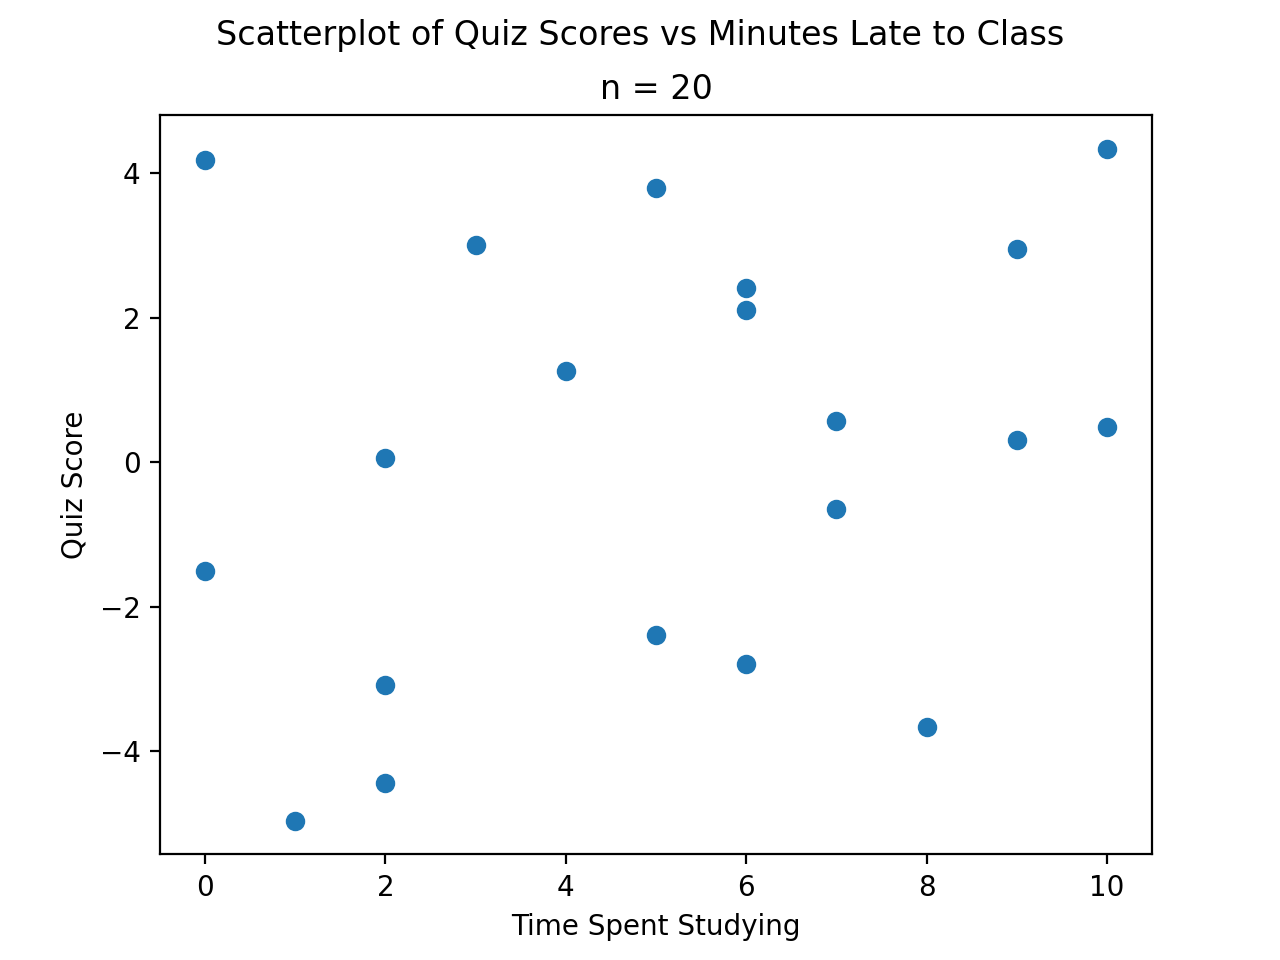 Scatterplot of Quiz Scores vs Minutes Late to Class
n = 20
4
2
0
−2
−4
Quiz Score
0 2 4 6 8 10
Time Spent Studying